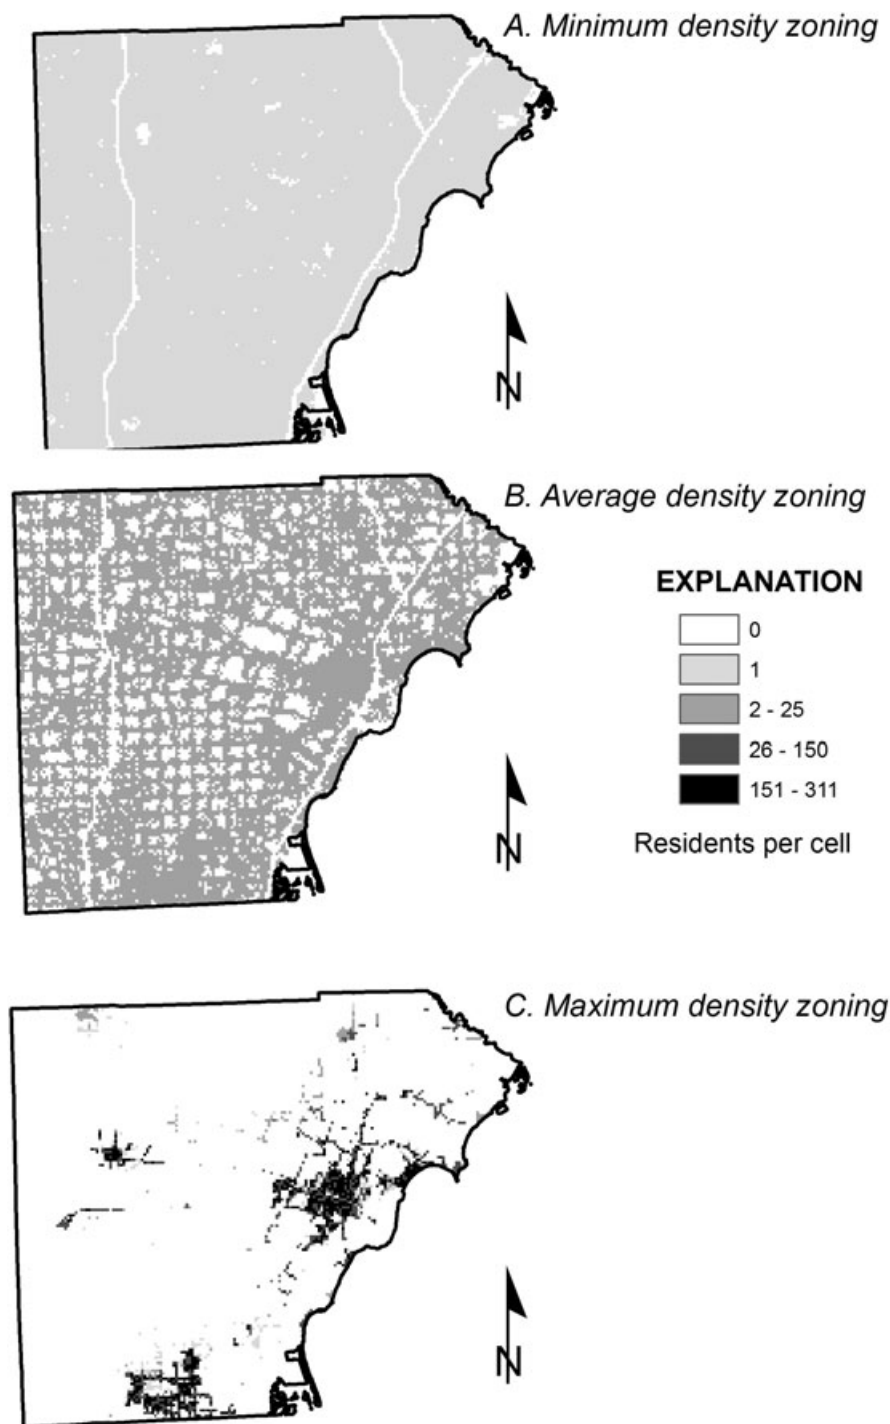 A. Minimum density zoning
N
B. Average density zoning
EXPLANATION
0
1
2 - 25
26 - 150
151 - 311
Residents per cell
N
C. Maximum density zoning
N